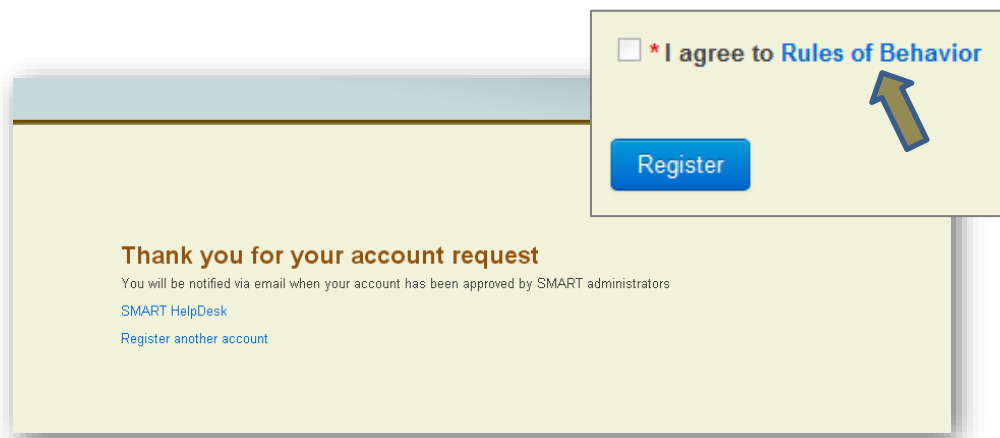 * I agree to Rules of Behavior
Register
Thank you for your account request
You will be notified via email when your account has been approved by SMART administrators
SMART HelpDesk
Register another account